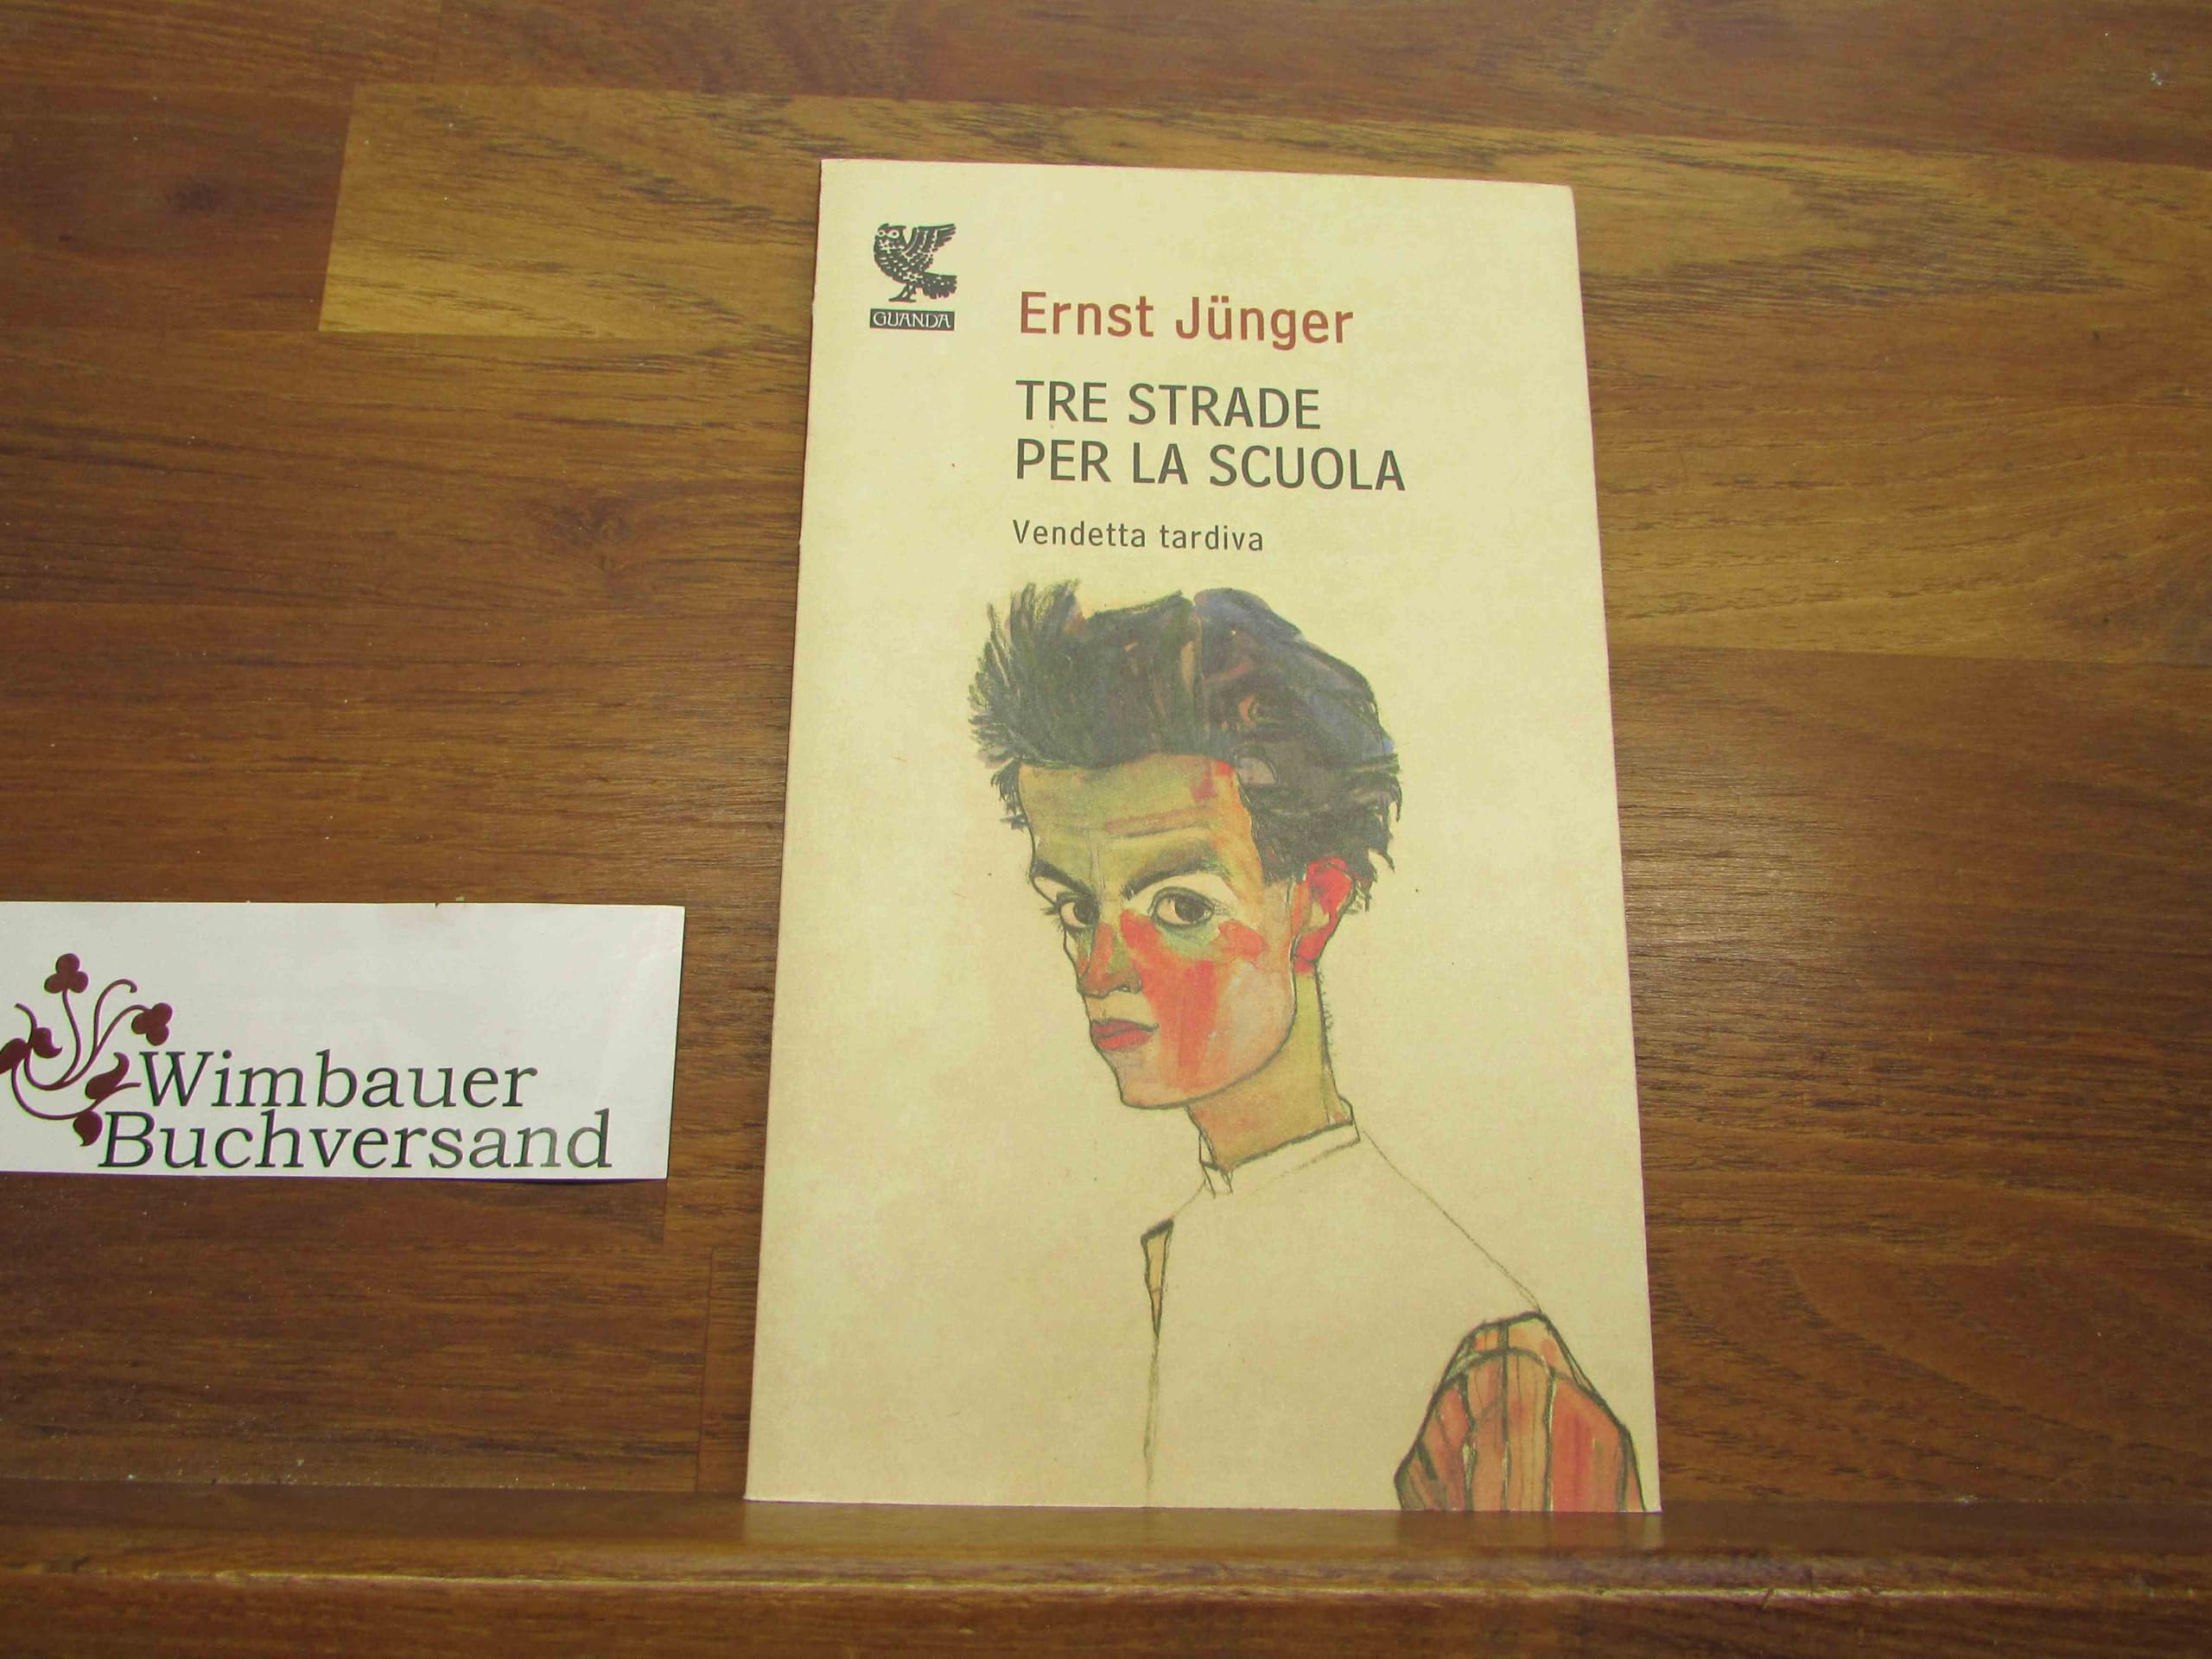 GUANDA
Ernst Jünger
TRE STRADE
PER LA SCUOLA
Vendetta tardiva
Wimbauer
Buchversand